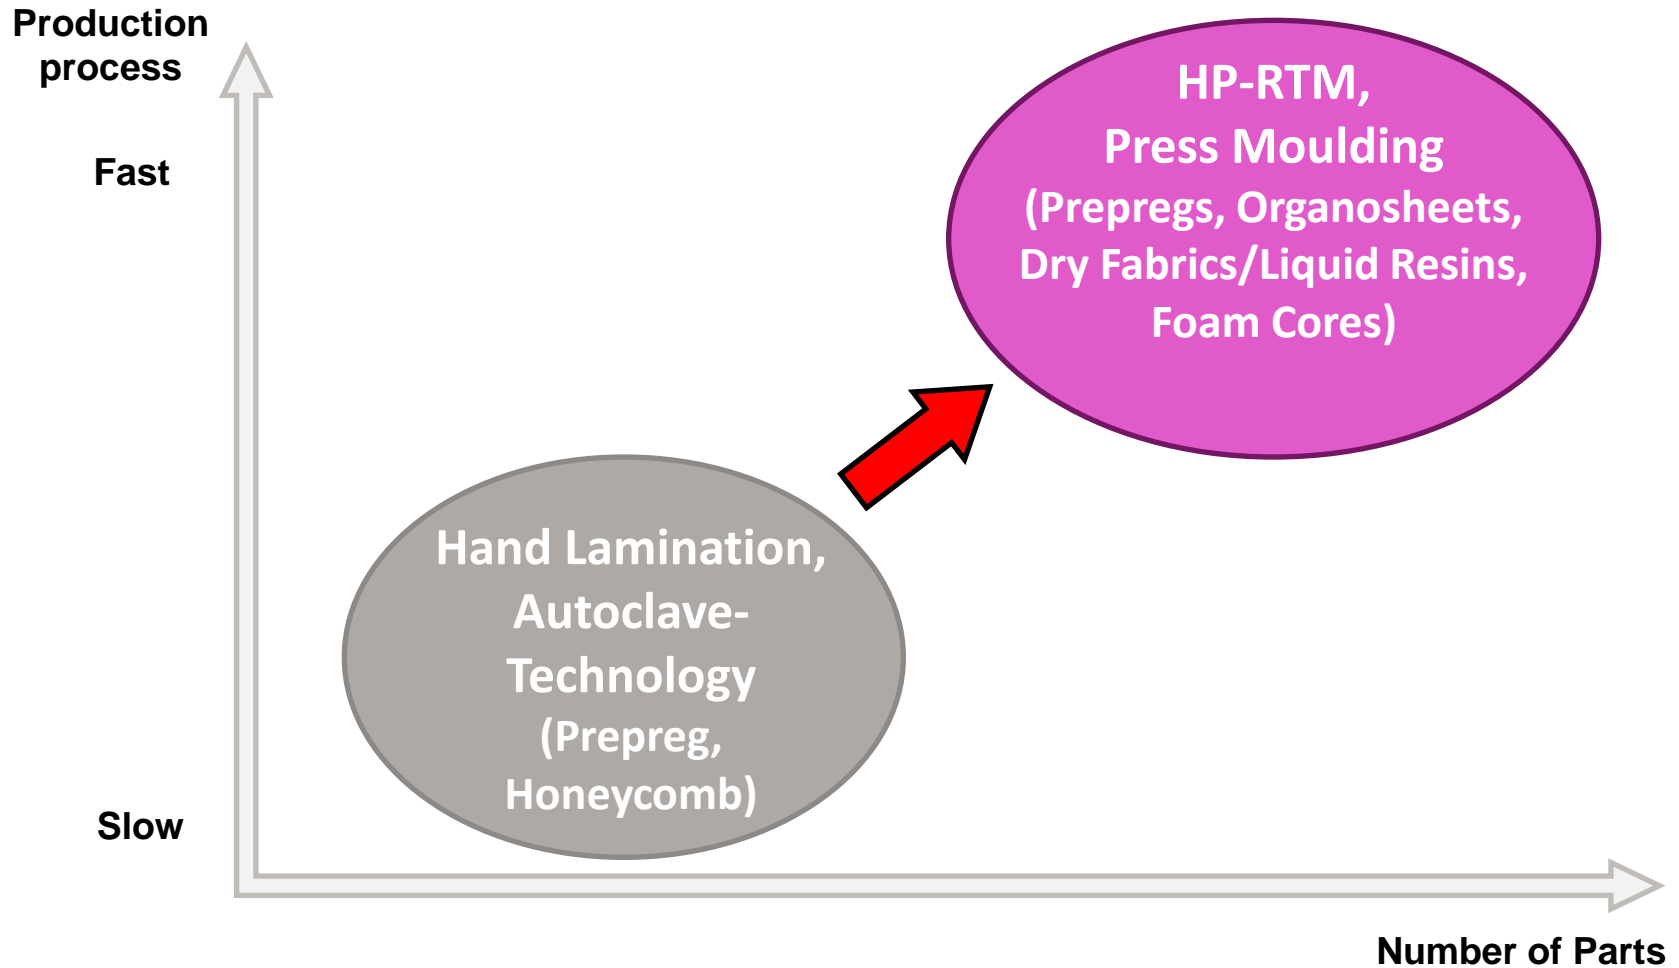 Production
process
Fast
Slow
HP-RTM,
Press Moulding
(Prepregs, Organosheets,
Dry Fabrics/Liquid Resins,
Foam Cores)
Hand Lamination,
Autoclave-
Technology
(Prepreg,
Honeycomb)
Number of Parts